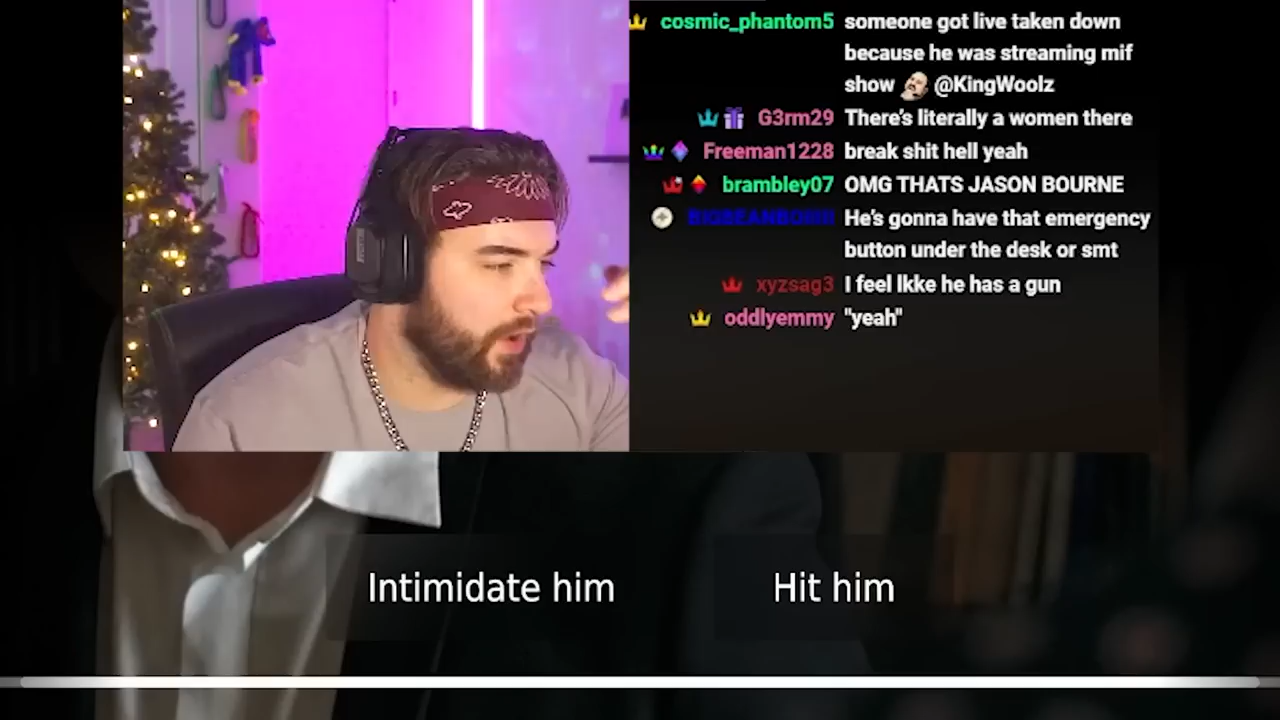 cosmic_phantom5 someone got live taken down
because he was streaming mif
show @KingWoolz
G3rm29 There's literally a women there
Freeman1228 break shit hell yeah
brambley07 OMG THATS JASON BOURNE
He's gonna have that emergency
button under the desk or smt
xyzsag3 I feel lkke he has a gun
oddlyemmy "yeah"
Intimidate him
Hit him